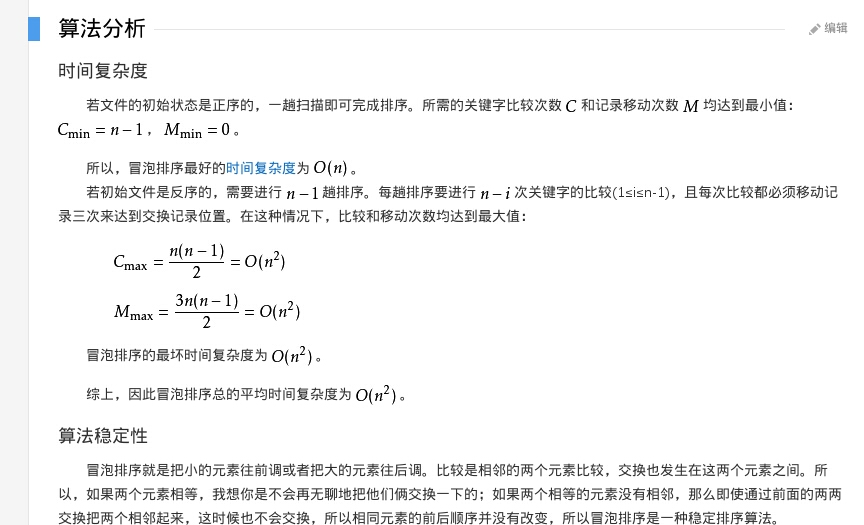 算法分析
编辑
时间复杂度
若文件的初始状态是正序的，一趟扫描即可完成排序。所需的关键字比较次数 C 和记录移动次数 M 均达到最小值：
Cmin = n − 1， Mmin = 0 。
所以，冒泡排序最好的时间复杂度为 O(n) 。
若初始文件是反序的，需要进行 n − 1 趟排序。每趟排序要进行 n − i 次关键字的比较(1≤i≤n-1)，且每次比较都必须移动记
录三次来达到交换记录位置。在这种情况下，比较和移动次数均达到最大值：
Cmax = n(n − 1)/2 = O(n²)
Mmax = 3n(n − 1)/2 = O(n²)
冒泡排序的最坏时间复杂度为 O(n²) 。
综上，因此冒泡排序总的平均时间复杂度为 O(n²) 。
算法稳定性
冒泡排序就是把小的元素往前调或者把大的元素往后调。比较是相邻的两个元素比较，交换也发生在这两个元素之间。所
以，如果两个元素相等，我想你是不会再无聊地把他们俩交换一下的；如果两个相等的元素没有相邻，那么即使通过前面的两两
交换把两个相邻起来，这时候也不会交换，所以相同元素的前后顺序并没有改变，所以冒泡排序是一种稳定排序算法。